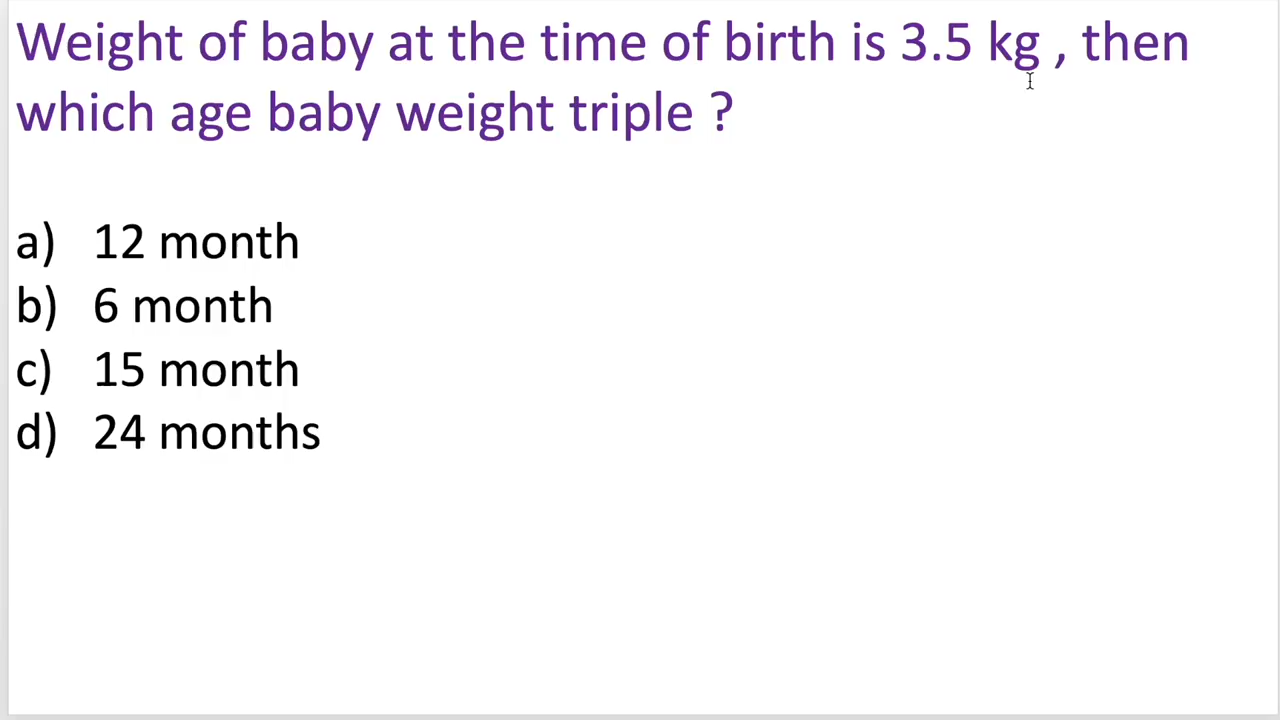 Weight of baby at the time of birth is 3.5 kg , then
which age baby weight triple ?
a) 12 month
b) 6 month
c) 15 month
d) 24 months